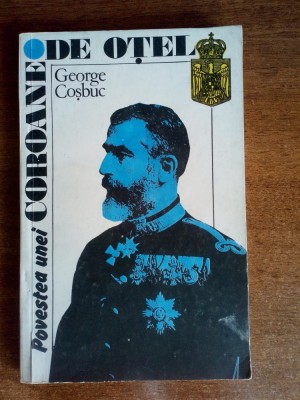 Povestea unei
COROANE
DE OȚEL
George
Coșbuc